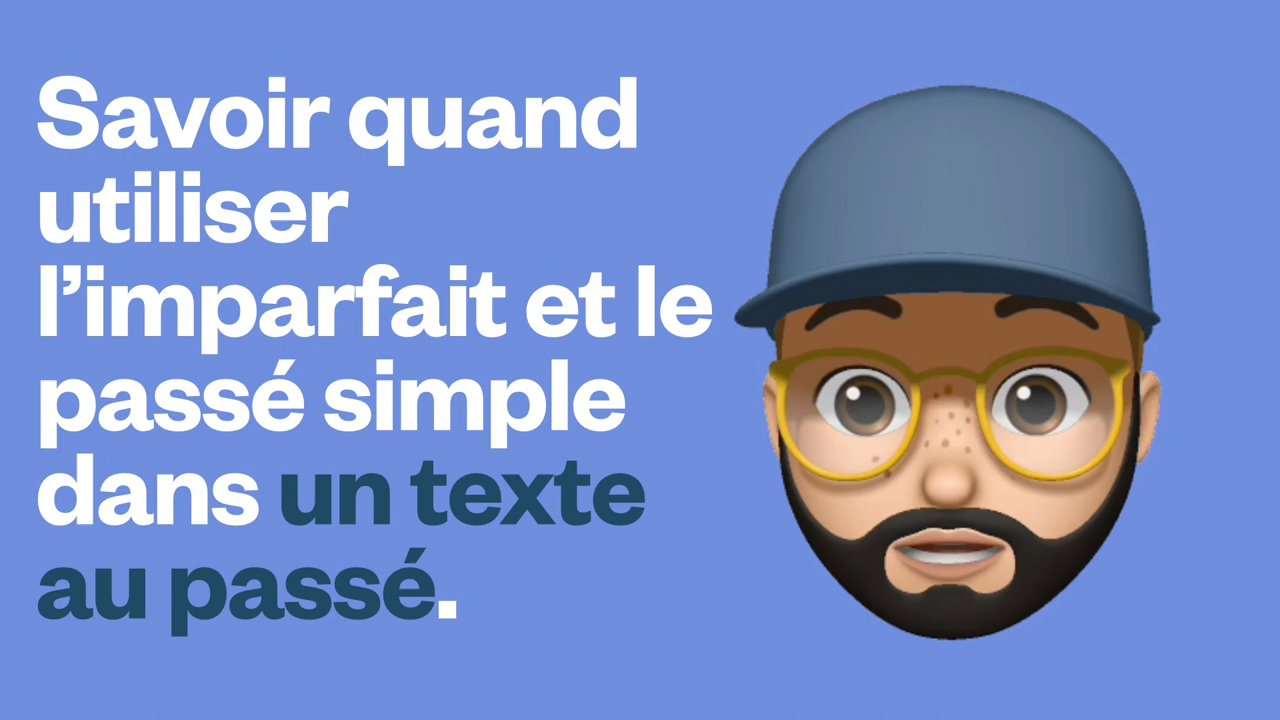 Savoir quand
utiliser
l’imparfait et le
passé simple
dans un texte
au passé.